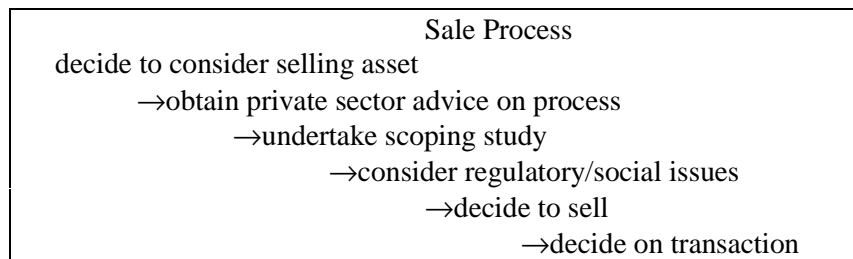 Sale Process
decide to consider selling asset
→obtain private sector advice on process
→undertake scoping study
→consider regulatory/social issues
→decide to sell
→decide on transaction